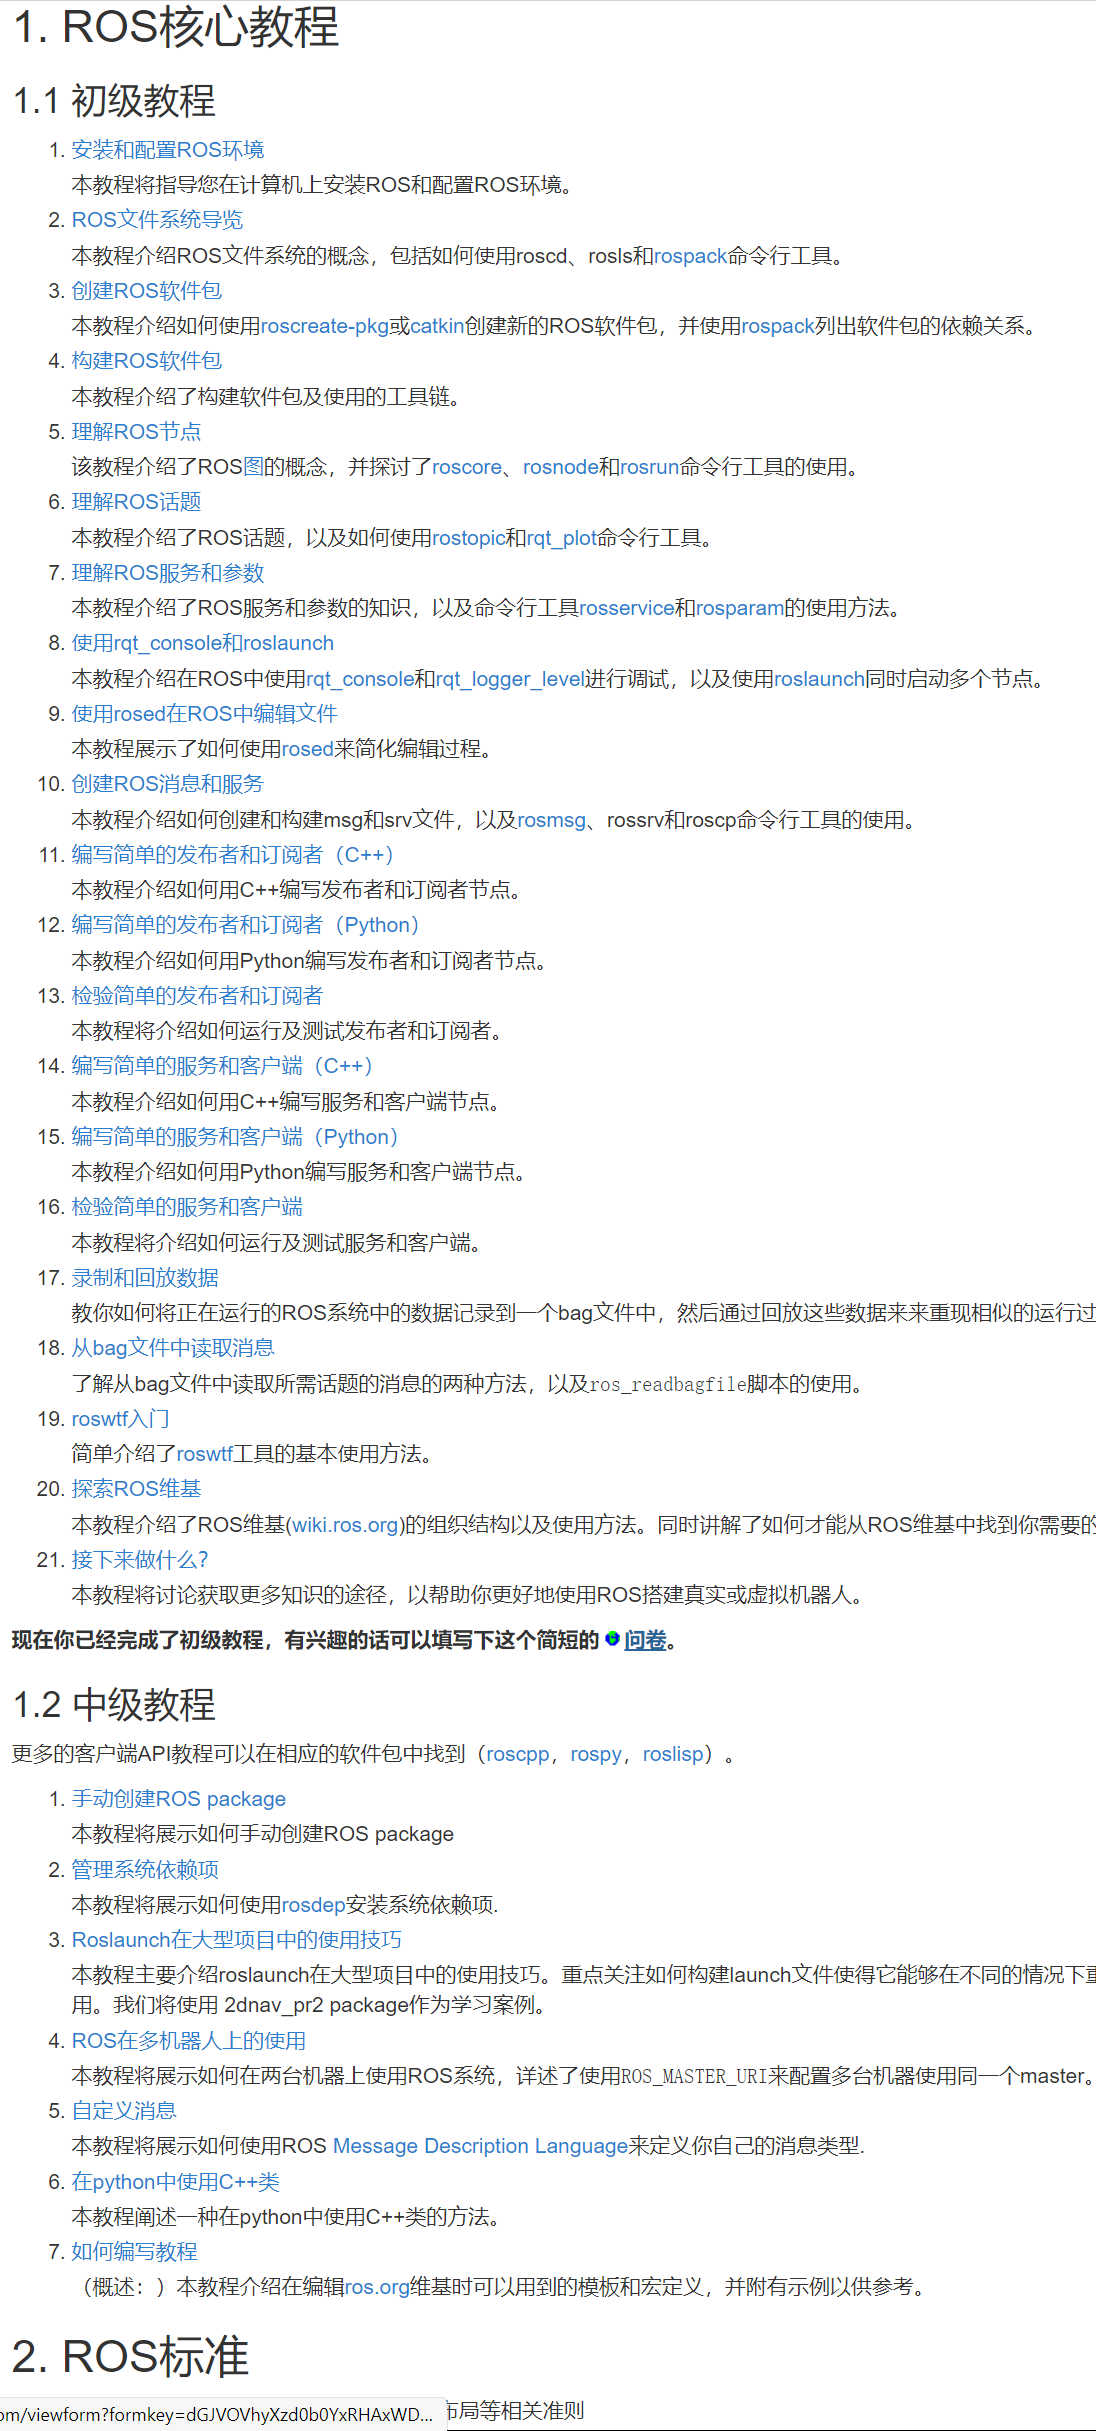 1. ROS核心教程
1.1 初级教程
1. 安装和配置ROS环境
本教程将指导您在计算机上安装ROS和配置ROS环境。
2. ROS文件系统导览
本教程介绍ROS文件系统的概念，包括如何使用roscd、rosls和rospack命令行工具。
3. 创建ROS软件包
本教程介绍如何使用roscreate-pkg或catkin创建新的ROS软件包，并使用rospack列出软件包的依赖关系。
4. 构建ROS软件包
本教程介绍了构建软件包及使用的工具链。
5. 理解ROS节点
该教程介绍了ROS图的概念，并探讨了roscore、rosnode和rosrun命令行工具的使用。
6. 理解ROS话题
本教程介绍了ROS话题，以及如何使用rostopic和rqt_plot命令行工具。
7. 理解ROS服务和参数
本教程介绍了ROS服务和参数的知识，以及命令行工具rosservice和rosparam的使用方法。
8. 使用rqt_console和roslaunch
本教程介绍在ROS中使用rqt_console和rqt_logger_level进行调试，以及使用roslaunch同时启动多个节点。
9. 使用rosed在ROS中编辑文件
本教程展示了如何使用rosed来简化编辑过程。
10. 创建ROS消息和服务
本教程介绍如何创建和构建msg和srv文件，以及rosmsg、rossrv和roscp命令行工具的使用。
11. 编写简单的发布者和订阅者（C++）
本教程介绍如何用C++编写发布者和订阅者节点。
12. 编写简单的发布者和订阅者（Python）
本教程介绍如何用Python编写发布者和订阅者节点。
13. 检验简单的发布者和订阅者
本教程将介绍如何运行及测试发布者和订阅者。
14. 编写简单的服务和客户端（C++）
本教程介绍如何用C++编写服务和客户端节点。
15. 编写简单的服务和客户端（Python）
本教程介绍如何用Python编写服务和客户端节点。
16. 检验简单的服务和客户端
本教程将介绍如何运行及测试服务和客户端。
17. 录制和回放数据
教你如何将正在运行的ROS系统中的数据记录到一个bag文件中，然后通过回放这些数据来来重现相似的运行过
18. 从bag文件中读取消息
了解从bag文件中读取所需话题的消息的两种方法，以及ros_readbagfile脚本的使用。
19. roswtf入门
简单介绍了roswtf工具的基本使用方法。
20. 探索ROS维基
本教程介绍了ROS维基(wiki.ros.org)的组织结构以及使用方法。同时讲解了如何才能从ROS维基中找到你需要的
21. 接下来做什么?
本教程将讨论获取更多知识的途径，以帮助你更好地使用ROS搭建真实或虚拟机器人。
现在你已经完成了初级教程，有兴趣的话可以填写下这个简短的 问卷。
1.2 中级教程
更多的客户端API教程可以在相应的软件包中找到（roscpp，rospy，roslisp）。
1. 手动创建ROS package
本教程将展示如何手动创建ROS package
2. 管理系统依赖项
本教程将展示如何使用rosdep安装系统依赖项.
3. Roslaunch在大型项目中的使用技巧
本教程主要介绍roslaunch在大型项目中的使用技巧。重点关注如何构建launch文件使得它能够在不同的情况下重
用。我们将使用 2dnav_pr2 package作为学习案例。
4. ROS在多机器人上的使用
本教程将展示如何在两台机器上使用ROS系统，详述了使用ROS_MASTER_URI来配置多台机器使用同一个master。
5. 自定义消息
本教程将展示如何使用ROS Message Description Language来定义你自己的消息类型.
6. 在python中使用C++类
本教程阐述一种在python中使用C++类的方法。
7. 如何编写教程
（概述：）本教程介绍在编辑ros.org维基时可以用到的模板和宏定义，并附有示例以供参考。
2. ROS标准
om/viewform?formkey=dGJVOVhyXzd0b0YxRHAxWD... 布局等相关准则